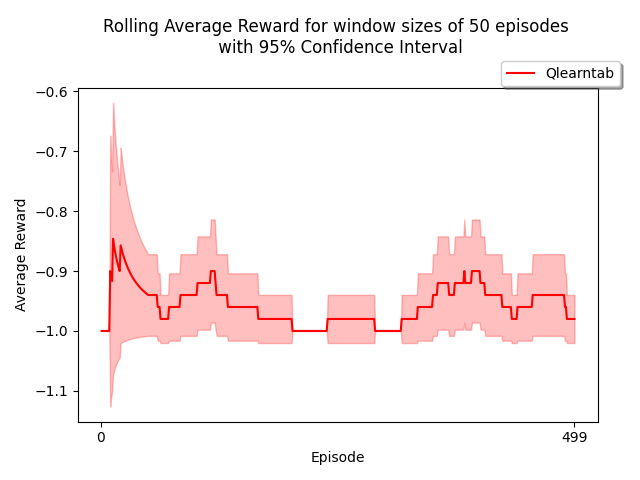 Rolling Average Reward for window sizes of 50 episodes
with 95% Confidence Interval
Qlearntab
−0.6
−0.7
−0.8
−0.9
−1.0
−1.1
Average Reward
0
499
Episode